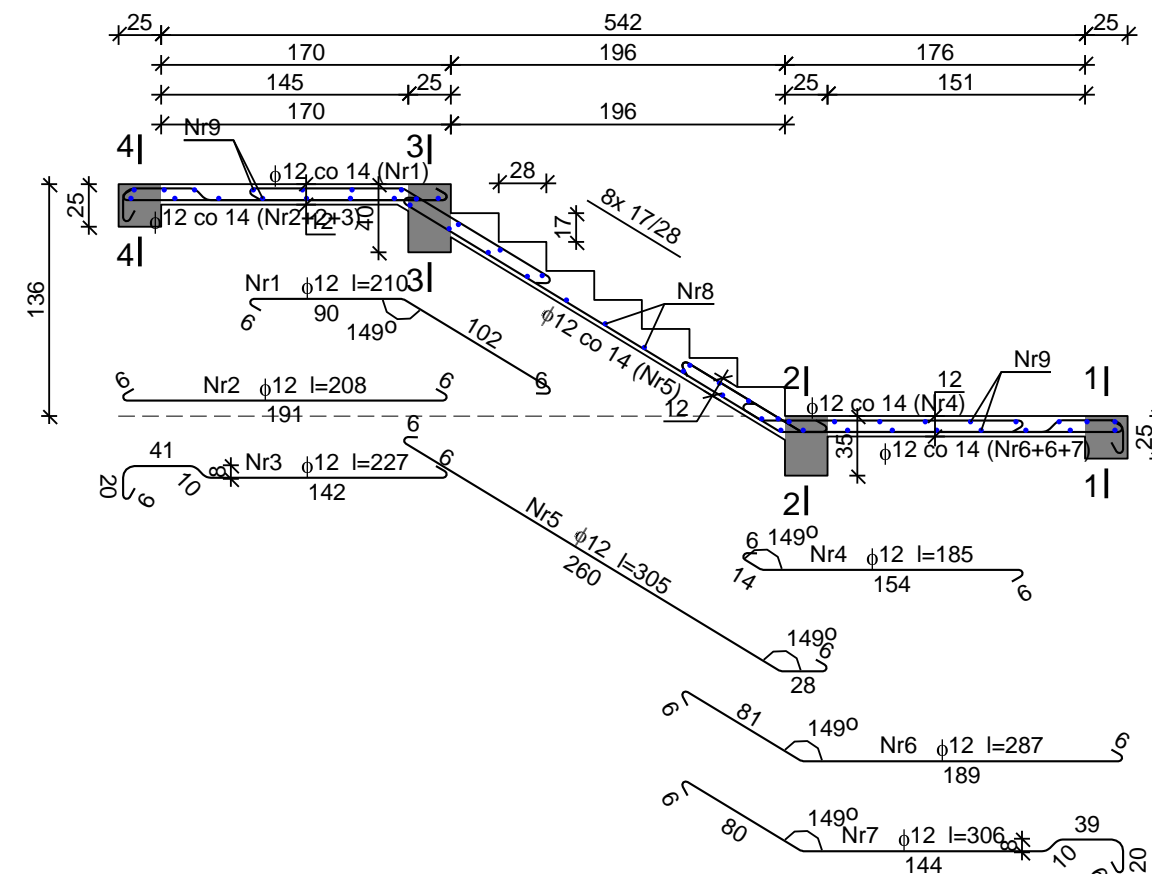 25 542 25
170 196 176
145 25 25 151
170 196
Nr9
4 3
ϕ12 co 14 (Nr1)
28
8x 17/28
25
ϕ12 co 14 (Nr2+2+3)
12
40
17
4 3
136
Nr1 ϕ12 l=210
6 90 149o 102 6
Nr8
ϕ12 co 14 (Nr5)
12
Nr9
12
2 1
ϕ12 co 14 (Nr4)
35
ϕ12 co 14 (Nr6+6+7)
25
2 1
6 Nr2 ϕ12 l=208 6
191
41
20 6 10 8 Nr3 ϕ12 l=227 6
142
6
Nr5 ϕ12 l=305
260
149o 6
28
6 149o Nr4 ϕ12 l=185
14 154 6
6 81 149o Nr6 ϕ12 l=287 6
189
6 80 149o Nr7 ϕ12 l=306 8 39
144 10 20
6